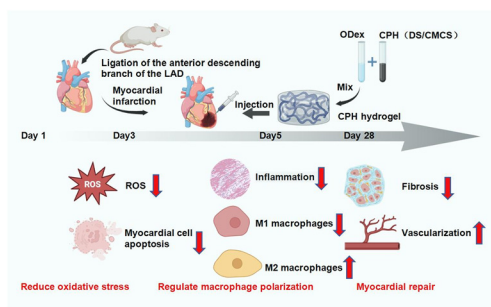 ODex
CPH (DS/CMCS)
+
Ligation of the anterior descending
branch of the LAD
Mix
Myocardial
infarction
Injection
CPH hydrogel
Day 1
Day3
Day5
Day 28
ROS
ROS
Inflammation
Fibrosis
Myocardial cell
apoptosis
M1 macrophages
Vascularization
M2 macrophages
Reduce oxidative stress
Regulate macrophage polarization
Myocardial repair